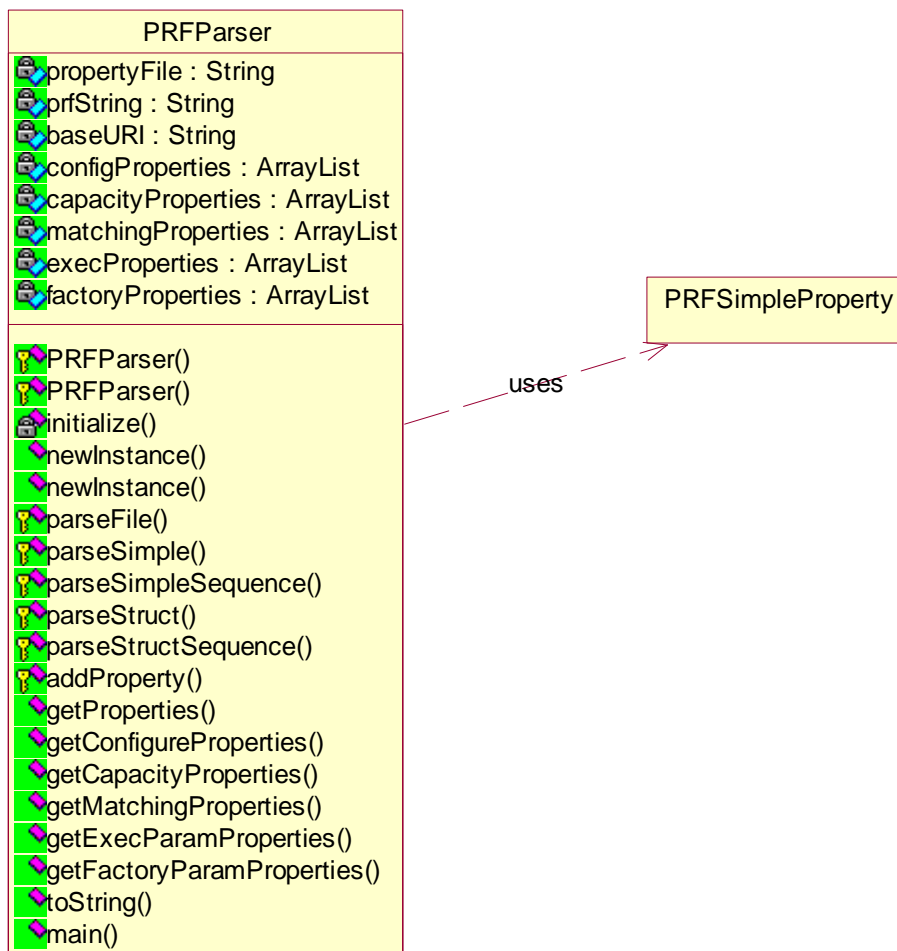 PRFParser
propertyFile : String
prfString : String
baseURI : String
configProperties : ArrayList
capacityProperties : ArrayList
matchingProperties : ArrayList
execProperties : ArrayList
factoryProperties : ArrayList
PRFParser()
PRFParser()
initialize()
newInstance()
newInstance()
parseFile()
parseSimple()
parseSimpleSequence()
parseStruct()
parseStructSequence()
addProperty()
getProperties()
getConfigureProperties()
getCapacityProperties()
getMatchingProperties()
getExecParamProperties()
getFactoryParamProperties()
toString()
main()
uses
PRFSimpleProperty